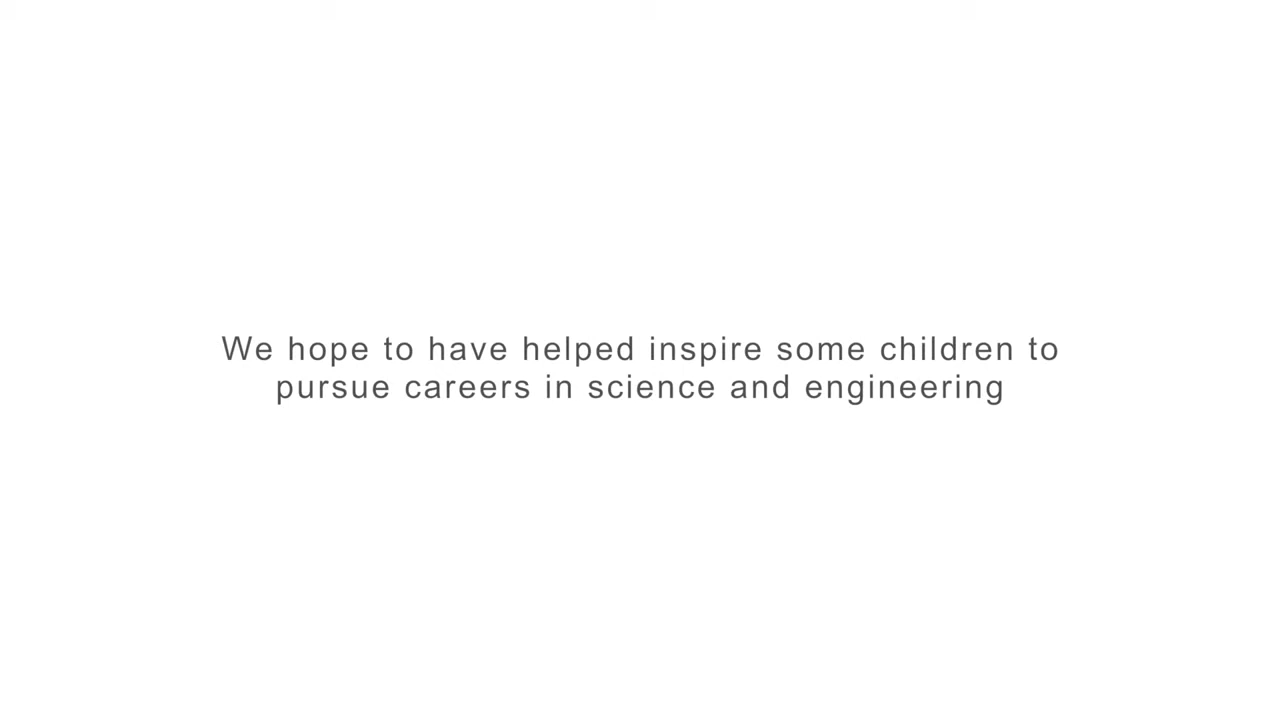 We hope to have helped inspire some children to
pursue careers in science and engineering